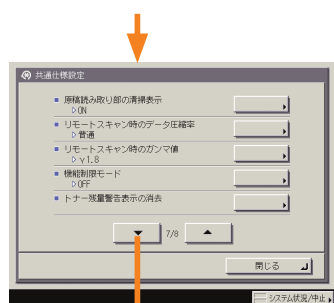 共通仕様設定
原稿読み取り部の清掃表示
ON
リモートスキャン時のデータ圧縮率
普通
リモートスキャン時のガンマ値
γ1.8
機能制限モード
OFF
トナー残量警告表示の消去
7/8
閉じる
システム状況/中止